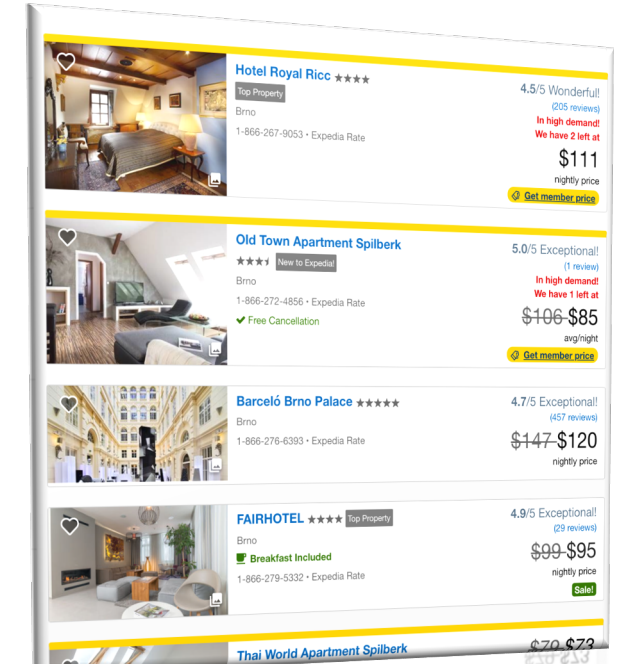 Hotel Royal Ricc
Top Property
Brno
1-866-267-9053 • Expedia Rate
4.5/5 Wonderful!
(205 reviews)
In high demand!
We have 2 left at
$111
nightly price
Get member price
Old Town Apartment Spilberk
New to Expedia!
Brno
1-866-272-4856 • Expedia Rate
Free Cancellation
5.0/5 Exceptional!
(1 review)
In high demand!
We have 1 left at
$106 $85
avg/night
Get member price
Barceló Brno Palace
Brno
1-866-276-6393 • Expedia Rate
4.7/5 Exceptional!
(457 reviews)
$147 $120
nightly price
FAIRHOTEL Top Property
Brno
Breakfast Included
1-866-279-5332 • Expedia Rate
4.9/5 Exceptional!
(29 reviews)
$99 $95
nightly price
Sale!
Thai World Apartment Spilberk
$79 $73